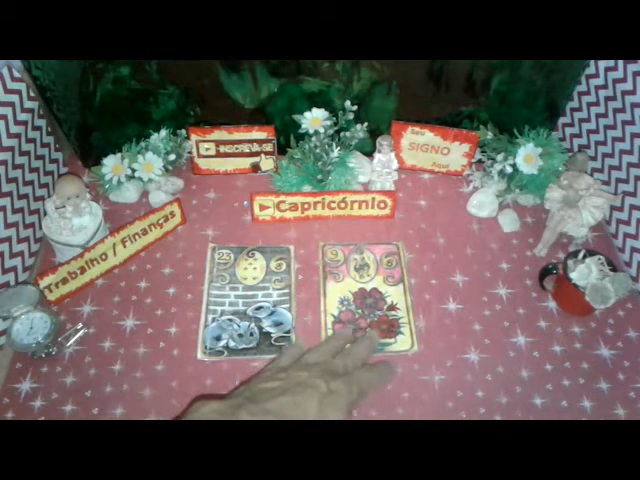 INSCREVA-SE
Seu
SIGNO
Aqui
Capricórnio
Trabalho / Finanças
23
9